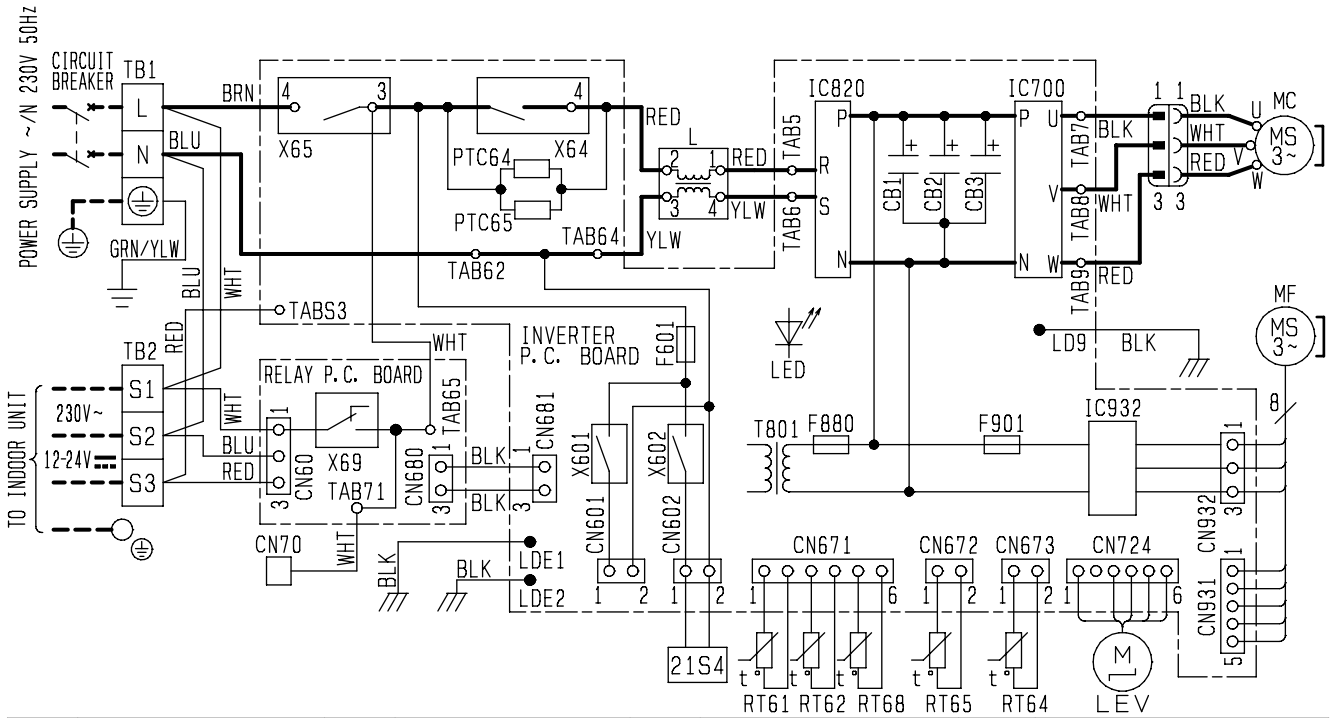 POWER SUPPLY ~/N 230V 50Hz
CIRCUIT
BREAKER
TB1
L
N
BRN
BLU
GRN/YLW
BLU
WHT
RED
4
3
X65
4
X64
PTC64
PTC65
TAB62
TAB64
RED
YLW
L
2
1
3
4
RED
YLW
TAB5
TAB6
IC820
P
R
S
N
CB1
+
CB2
+
CB3
+
IC700
P
U
V
N
W
TAB7
TAB8
TAB9
BLK
WHT
RED
1
1
3
3
BLK
WHT
RED
U
V
W
MC
MS
3~
TABS3
INVERTER
P. C. BOARD
F601
LED
LD9
BLK
MF
MS
3~
8
TO INDOOR UNIT
230V~
12-24V
TB2
S1
S2
S3
WHT
BLU
RED
RELAY P. C. BOARD
1
3
CN60
X69
TAB71
WHT
TAB65
CN680
1
3
BLK
BLK
CN681
1
3
CN70
WHT
BLK
BLK
LDE1
LDE2
X601
X602
CN601
1
2
CN602
1
2
21S4
T801
F880
F901
IC932
1
3
CN932
CN931
1
5
CN671
1
6
CN672
1
2
CN673
1
2
CN724
1
6
t°
t°
t°
t°
t°
RT61
RT62
RT68
RT65
RT64
M
LEV